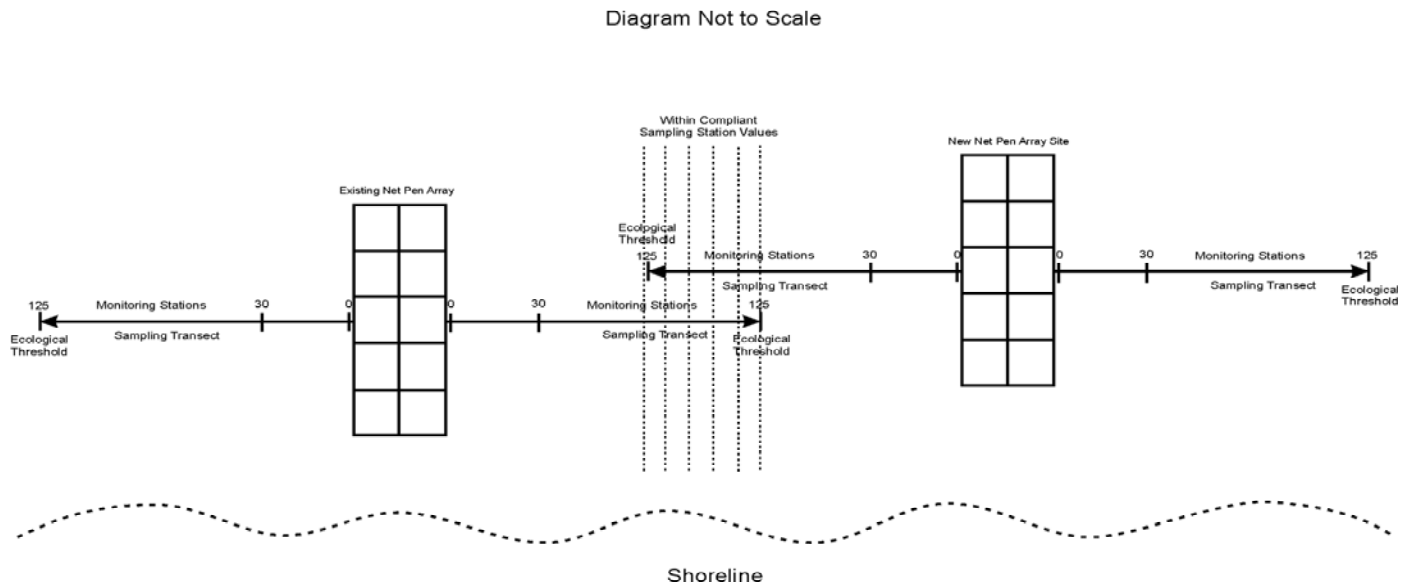 Diagram Not to Scale
Within Compliant
Sampling Station Values
New Net Pen Array Site
Existing Net Pen Array
Ecological
Threshold
125 Monitoring Stations 30 0 0 30 Monitoring Stations 125
Sampling Transect Sampling Transect Ecological
Threshold
125 Monitoring Stations 30 0 0 30 Monitoring Stations 125
Ecological Sampling Transect Sampling Transect Ecological
Threshold Threshold
Shoreline